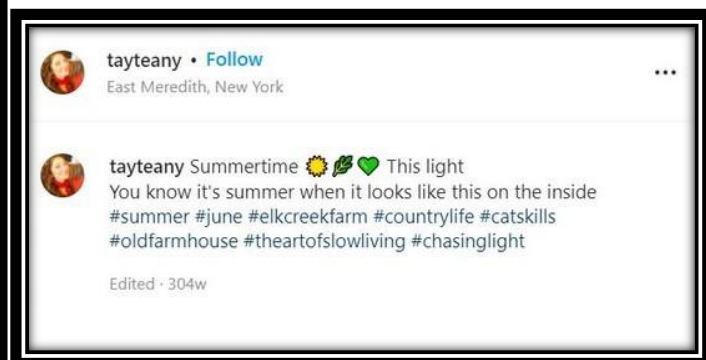 tayteany • Follow
East Meredith, New York
tayteany Summertime 🌞🌿💚 This light
You know it's summer when it looks like this on the inside
#summer #june #elkcreekfarm #countrylife #catskills
#oldfarmhouse #theartofslowliving #chasinglight
Edited · 304w